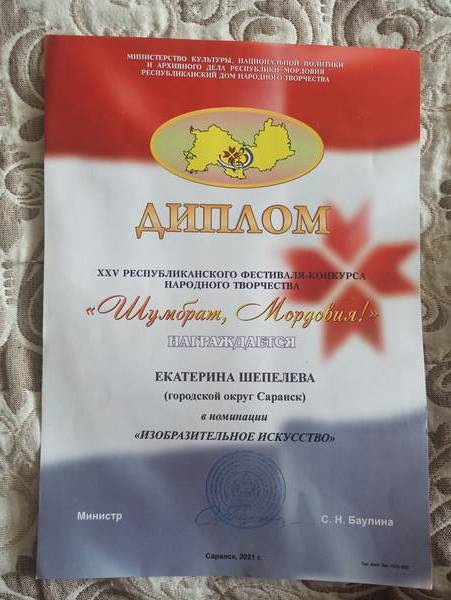 МИНИСТЕРСТВО КУЛЬТУРЫ, НАЦИОНАЛЬНОЙ ПОЛИТИКИ
И АРХИВНОГО ДЕЛА РЕСПУБЛИКИ МОРДОВИЯ
РЕСПУБЛИКАНСКИЙ ДОМ НАРОДНОГО ТВОРЧЕСТВА
ДИПЛОМ
XXV РЕСПУБЛИКАНСКОГО ФЕСТИВАЛЯ-КОНКУРСА
НАРОДНОГО ТВОРЧЕСТВА
«Шумбрат, Мордовия!»
НАГРАЖДАЕТСЯ
ЕКАТЕРИНА ШЕПЕЛЕВА
(городской округ Саранск)
в номинации
«ИЗОБРАЗИТЕЛЬНОЕ ИСКУССТВО»
Министр
С. Н. Баулина
Саранск, 2021 г.